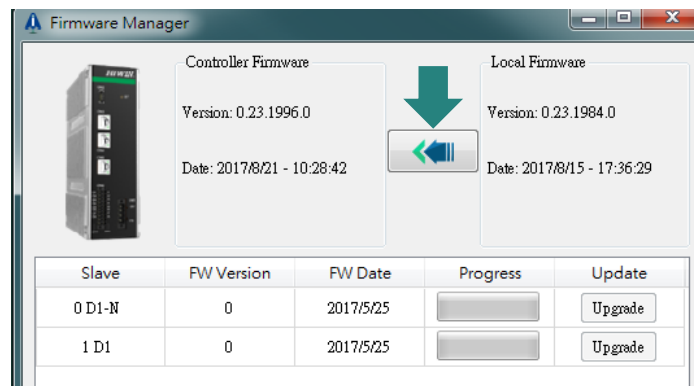 Firmware Manager
Controller Firmware
Version: 0.23.1996.0
Date: 2017/8/21 - 10:28:42
Local Firmware
Version: 0.23.1984.0
Date: 2017/8/15 - 17:36:29
Slave FW Version FW Date Progress Update
0 D1-N 0 2017/5/25 Upgrade
1 D1 0 2017/5/25 Upgrade